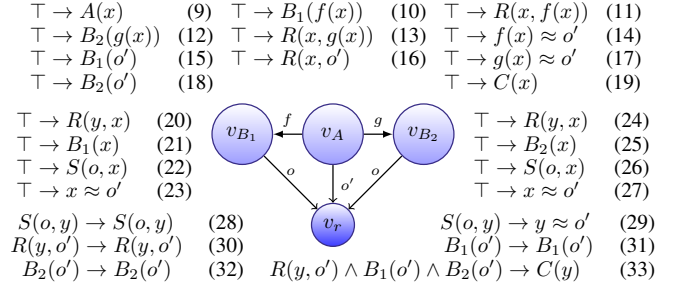 ⊤ → A(x) (9) ⊤ → B₁(f(x)) (10) ⊤ → R(x, f(x)) (11)
⊤ → B₂(g(x)) (12) ⊤ → R(x, g(x)) (13) ⊤ → f(x) ≈ o′ (14)
⊤ → B₁(o′) (15) ⊤ → R(x, o′) (16) ⊤ → g(x) ≈ o′ (17)
⊤ → B₂(o′) (18) ⊤ → C(x) (19)
⊤ → R(y, x) (20)
⊤ → B₁(x) (21)
⊤ → S(o, x) (22)
⊤ → x ≈ o′ (23)
v_{B₁} f v_A g v_{B₂}
o o′ o
v_r
⊤ → R(y, x) (24)
⊤ → B₂(x) (25)
⊤ → S(o, x) (26)
⊤ → x ≈ o′ (27)
S(o, y) → S(o, y) (28) S(o, y) → y ≈ o′ (29)
R(y, o′) → R(y, o′) (30) B₁(o′) → B₁(o′) (31)
B₂(o′) → B₂(o′) (32) R(y, o′) ∧ B₁(o′) ∧ B₂(o′) → C(y) (33)